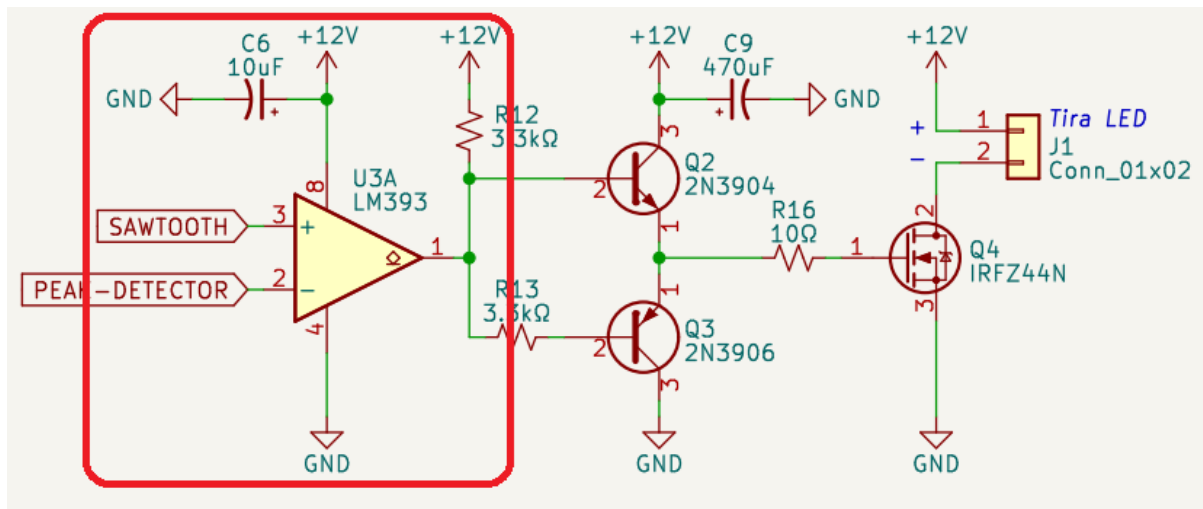 C6
10uF
+12V
GND
+12V
R12
3.3kΩ
8
U3A
LM393
SAWTOOTH
3
+
1
PEAK-DETECTOR
2
−
4
R13
3.3kΩ
GND
+12V
C9
470uF
+
GND
+
3
Q2
2N3904
2
1
R16
10Ω
1
1
Q3
2N3906
2
3
GND
+12V
+
−
1
2
Tira LED
J1
Conn_01x02
2
Q4
IRFZ44N
3
GND